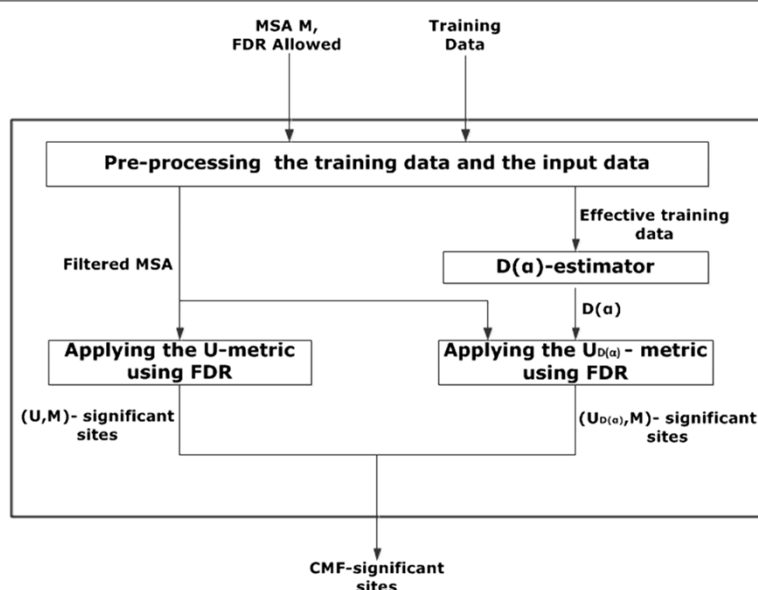 MSA M,
FDR Allowed
Training
Data
Pre-processing the training data and the input data
Effective training
data
Filtered MSA
D(α)-estimator
D(α)
Applying the U-metric
using FDR
Applying the UD(α) - metric
using FDR
(U,M)- significant
sites
(UD(α),M)- significant
sites
CMF-significant
sites